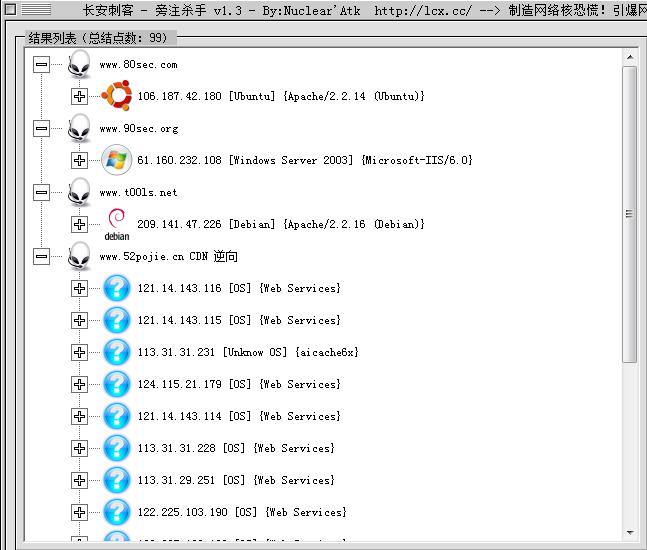 长安刺客 - 旁注杀手 v1.3 - By:Nuclear'Atk http://lcx.cc/ --> 制造网络核恐慌！引爆网
结果列表（总结点数：99）
www.80sec.com
106.187.42.180 [Ubuntu] {Apache/2.2.14 (Ubuntu)}
www.90sec.org
61.160.232.108 [Windows Server 2003] {Microsoft-IIS/6.0}
www.t00ls.net
debian
209.141.47.226 [Debian] {Apache/2.2.16 (Debian)}
www.52pojie.cn CDN 逆向
121.14.143.116 [OS] {Web Services}
121.14.143.115 [OS] {Web Services}
113.31.31.231 [Unknow OS] {aicache6x}
124.115.21.179 [OS] {Web Services}
121.14.143.114 [OS] {Web Services}
113.31.31.228 [OS] {Web Services}
113.31.29.251 [OS] {Web Services}
122.225.103.190 [OS] {Web Services}